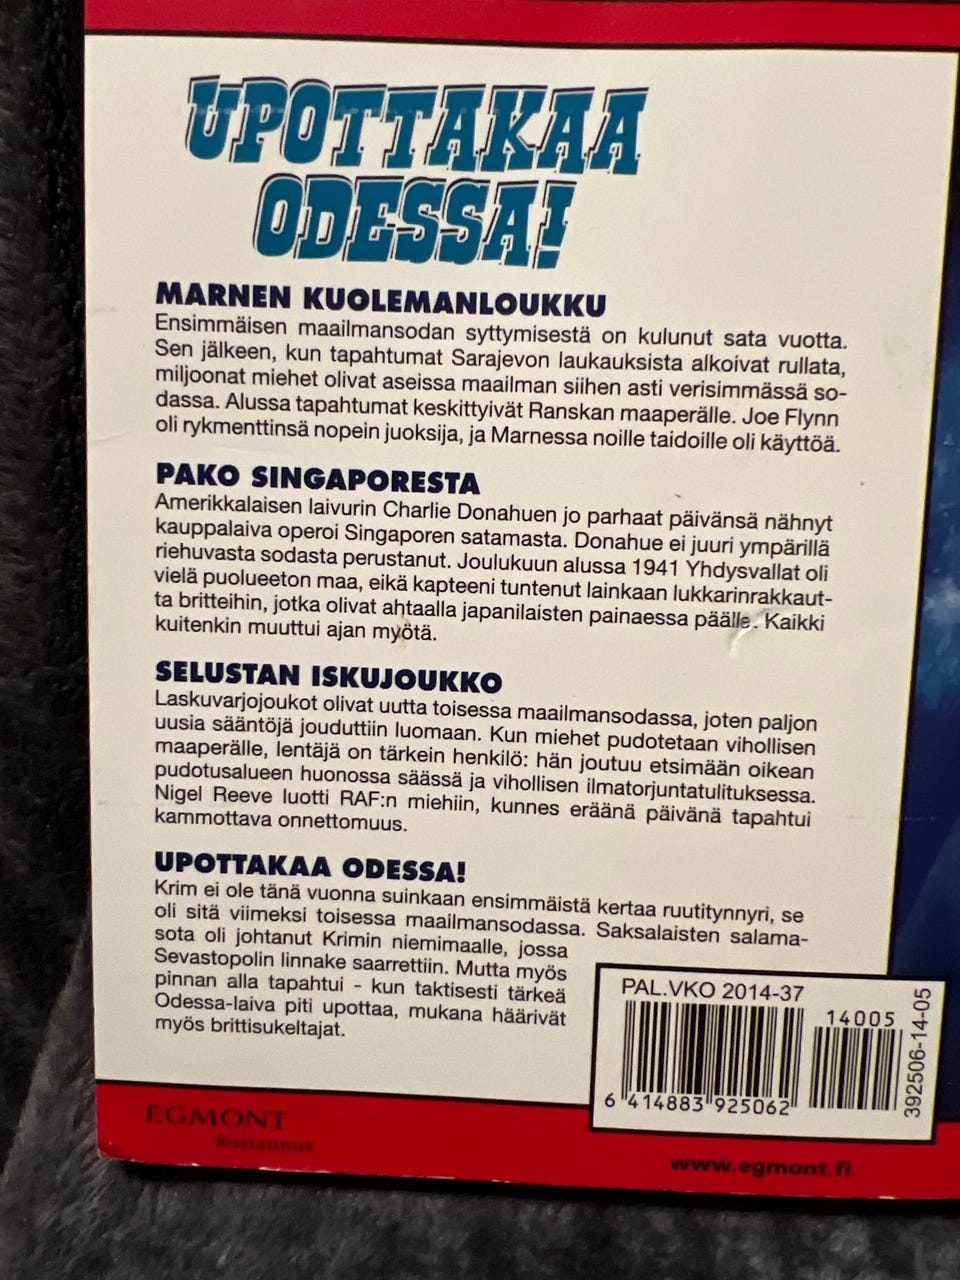 UPOTTAKAA
ODESSA!
MARNEN KUOLEMANLOUKKU
Ensimmäisen maailmansodan syttymisestä on kulunut sata vuotta.
Sen jälkeen, kun tapahtumat Sarajevon laukauksista alkoivat rullata,
miljoonat miehet olivat aseissa maailman siihen asti verisimmässä so-
dassa. Alussa tapahtumat keskittyivät Ranskan maaperälle. Joe Flynn
oli rykmenttinsä nopein juoksija, ja Marnessa noille taidoille oli käyttöä.
PAKO SINGAPORESTA
Amerikkalaisen laivurin Charlie Donahuen jo parhaat päivänsä nähnyt
kauppalaiva operoi Singaporen satamasta. Donahue ei juuri ympärillä
riehuvasta sodasta perustanut. Joulukuun alussa 1941 Yhdysvallat oli
vielä puolueeton maa, eikä kapteeni tuntenut lainkaan lukkarinrakkaut-
ta britteihin, jotka olivat ahtaalla japanilaisten painaessa päälle. Kaikki
kuitenkin muuttui ajan myötä.
SELUSTAN ISKUJOUKKO
Laskuvarjojoukot olivat uutta toisessa maailmansodassa, joten paljon
uusia sääntöjä jouduttiin luomaan. Kun miehet pudotetaan vihollisen
maaperälle, lentäjä on tärkein henkilö: hän joutuu etsimään oikean
pudotusalueen huonossa säässä ja vihollisen ilmatorjuntatulituksessa.
Nigel Reeve luotti RAF:n miehiin, kunnes eräänä päivänä tapahtui
kammottava onnettomuus.
UPOTTAKAA ODESSA!
Krim ei ole tänä vuonna suinkaan ensimmäistä kertaa ruutitynnyri, se
oli sitä viimeksi toisessa maailmansodassa. Saksalaisten salama-
sota oli johtanut Krimin niemimaalle, jossa
Sevastopolin linnake saarrettiin. Mutta myös
pinnan alla tapahtui - kun taktisesti tärkeä
Odessa-laiva piti upottaa, mukana häärivät
myös brittisukeltajat.
PAL.VKO 2014-37
14005
6 414883 925062
392506-14-05
EGMONT
Kustannus
www.egmont.fi